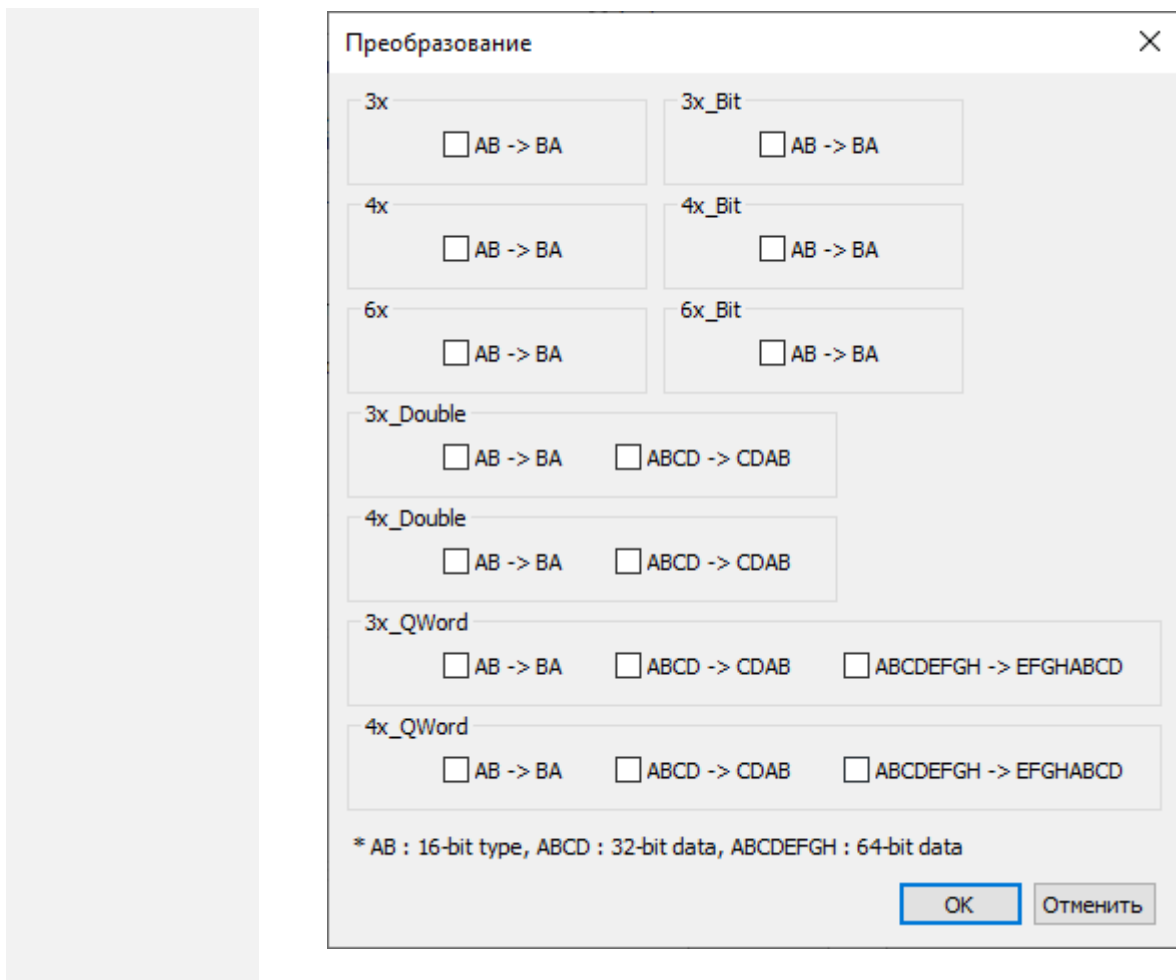 Преобразование
3x
3x_Bit
AB -> BA
AB -> BA
4x
4x_Bit
AB -> BA
AB -> BA
6x
6x_Bit
AB -> BA
AB -> BA
3x_Double
AB -> BA
ABCD -> CDAB
4x_Double
AB -> BA
ABCD -> CDAB
3x_QWord
AB -> BA
ABCD -> CDAB
ABCDEFGH -> EFGHABCD
4x_QWord
AB -> BA
ABCD -> CDAB
ABCDEFGH -> EFGHABCD
* AB : 16-bit type, ABCD : 32-bit data, ABCDEFGH : 64-bit data
OK
Отменить